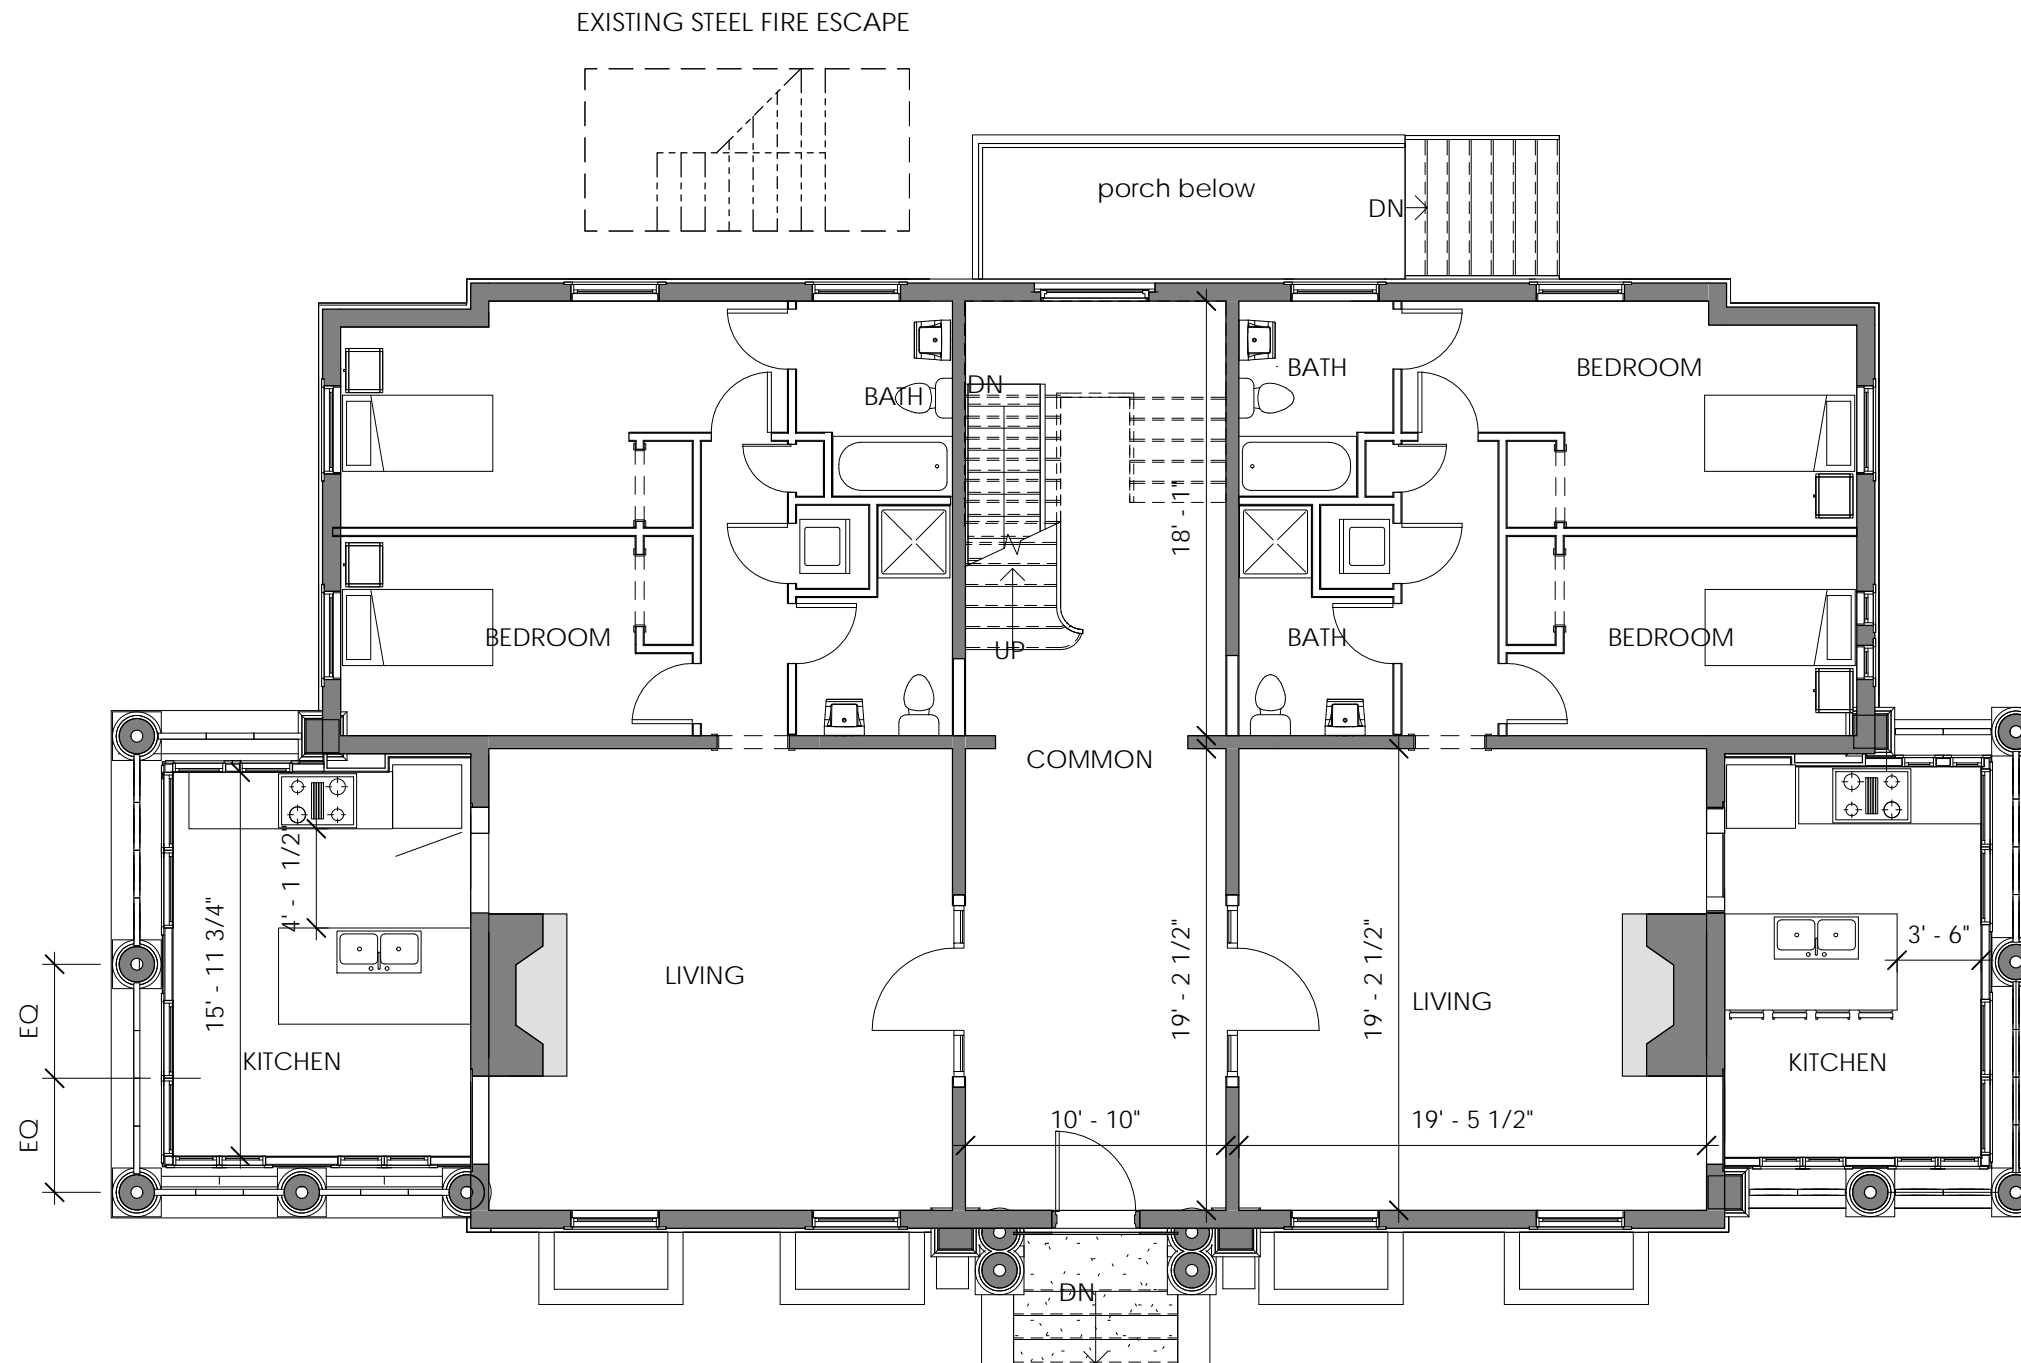 EXISTING STEEL FIRE ESCAPE
porch below
DN
BATH
BEDROOM
DN
BATH
18' - 1"
BEDROOM
UP
BATH
BEDROOM
COMMON
4' - 1 1/2"
15' - 11 3/4"
LIVING
19' - 2 1/2"
19' - 2 1/2"
LIVING
3' - 6"
EQ
KITCHEN
KITCHEN
EQ
10' - 10"
19' - 5 1/2"
DN